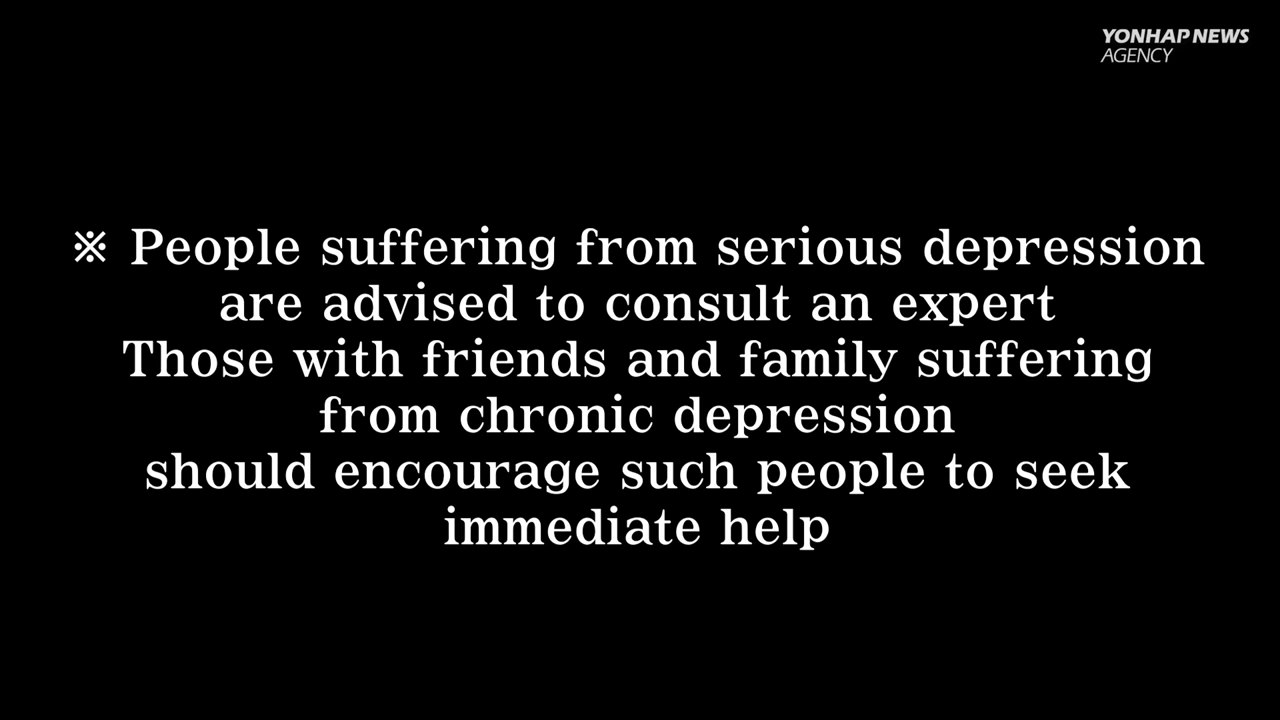 YONHAP NEWS
AGENCY
※ People suffering from serious depression
are advised to consult an expert
Those with friends and family suffering
from chronic depression
should encourage such people to seek
immediate help